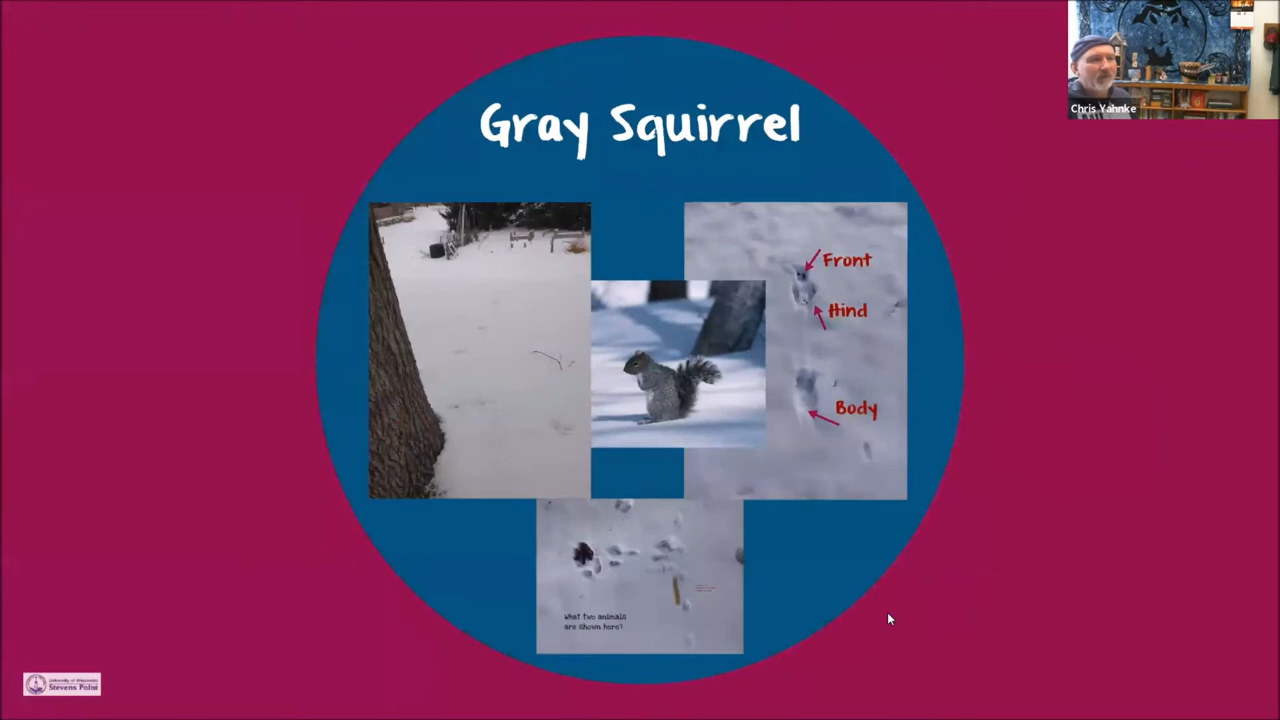 Gray Squirrel
Chris Yahnke
Front
Hind
Body
What two animals
are shown here?
University of Wisconsin
Stevens Point